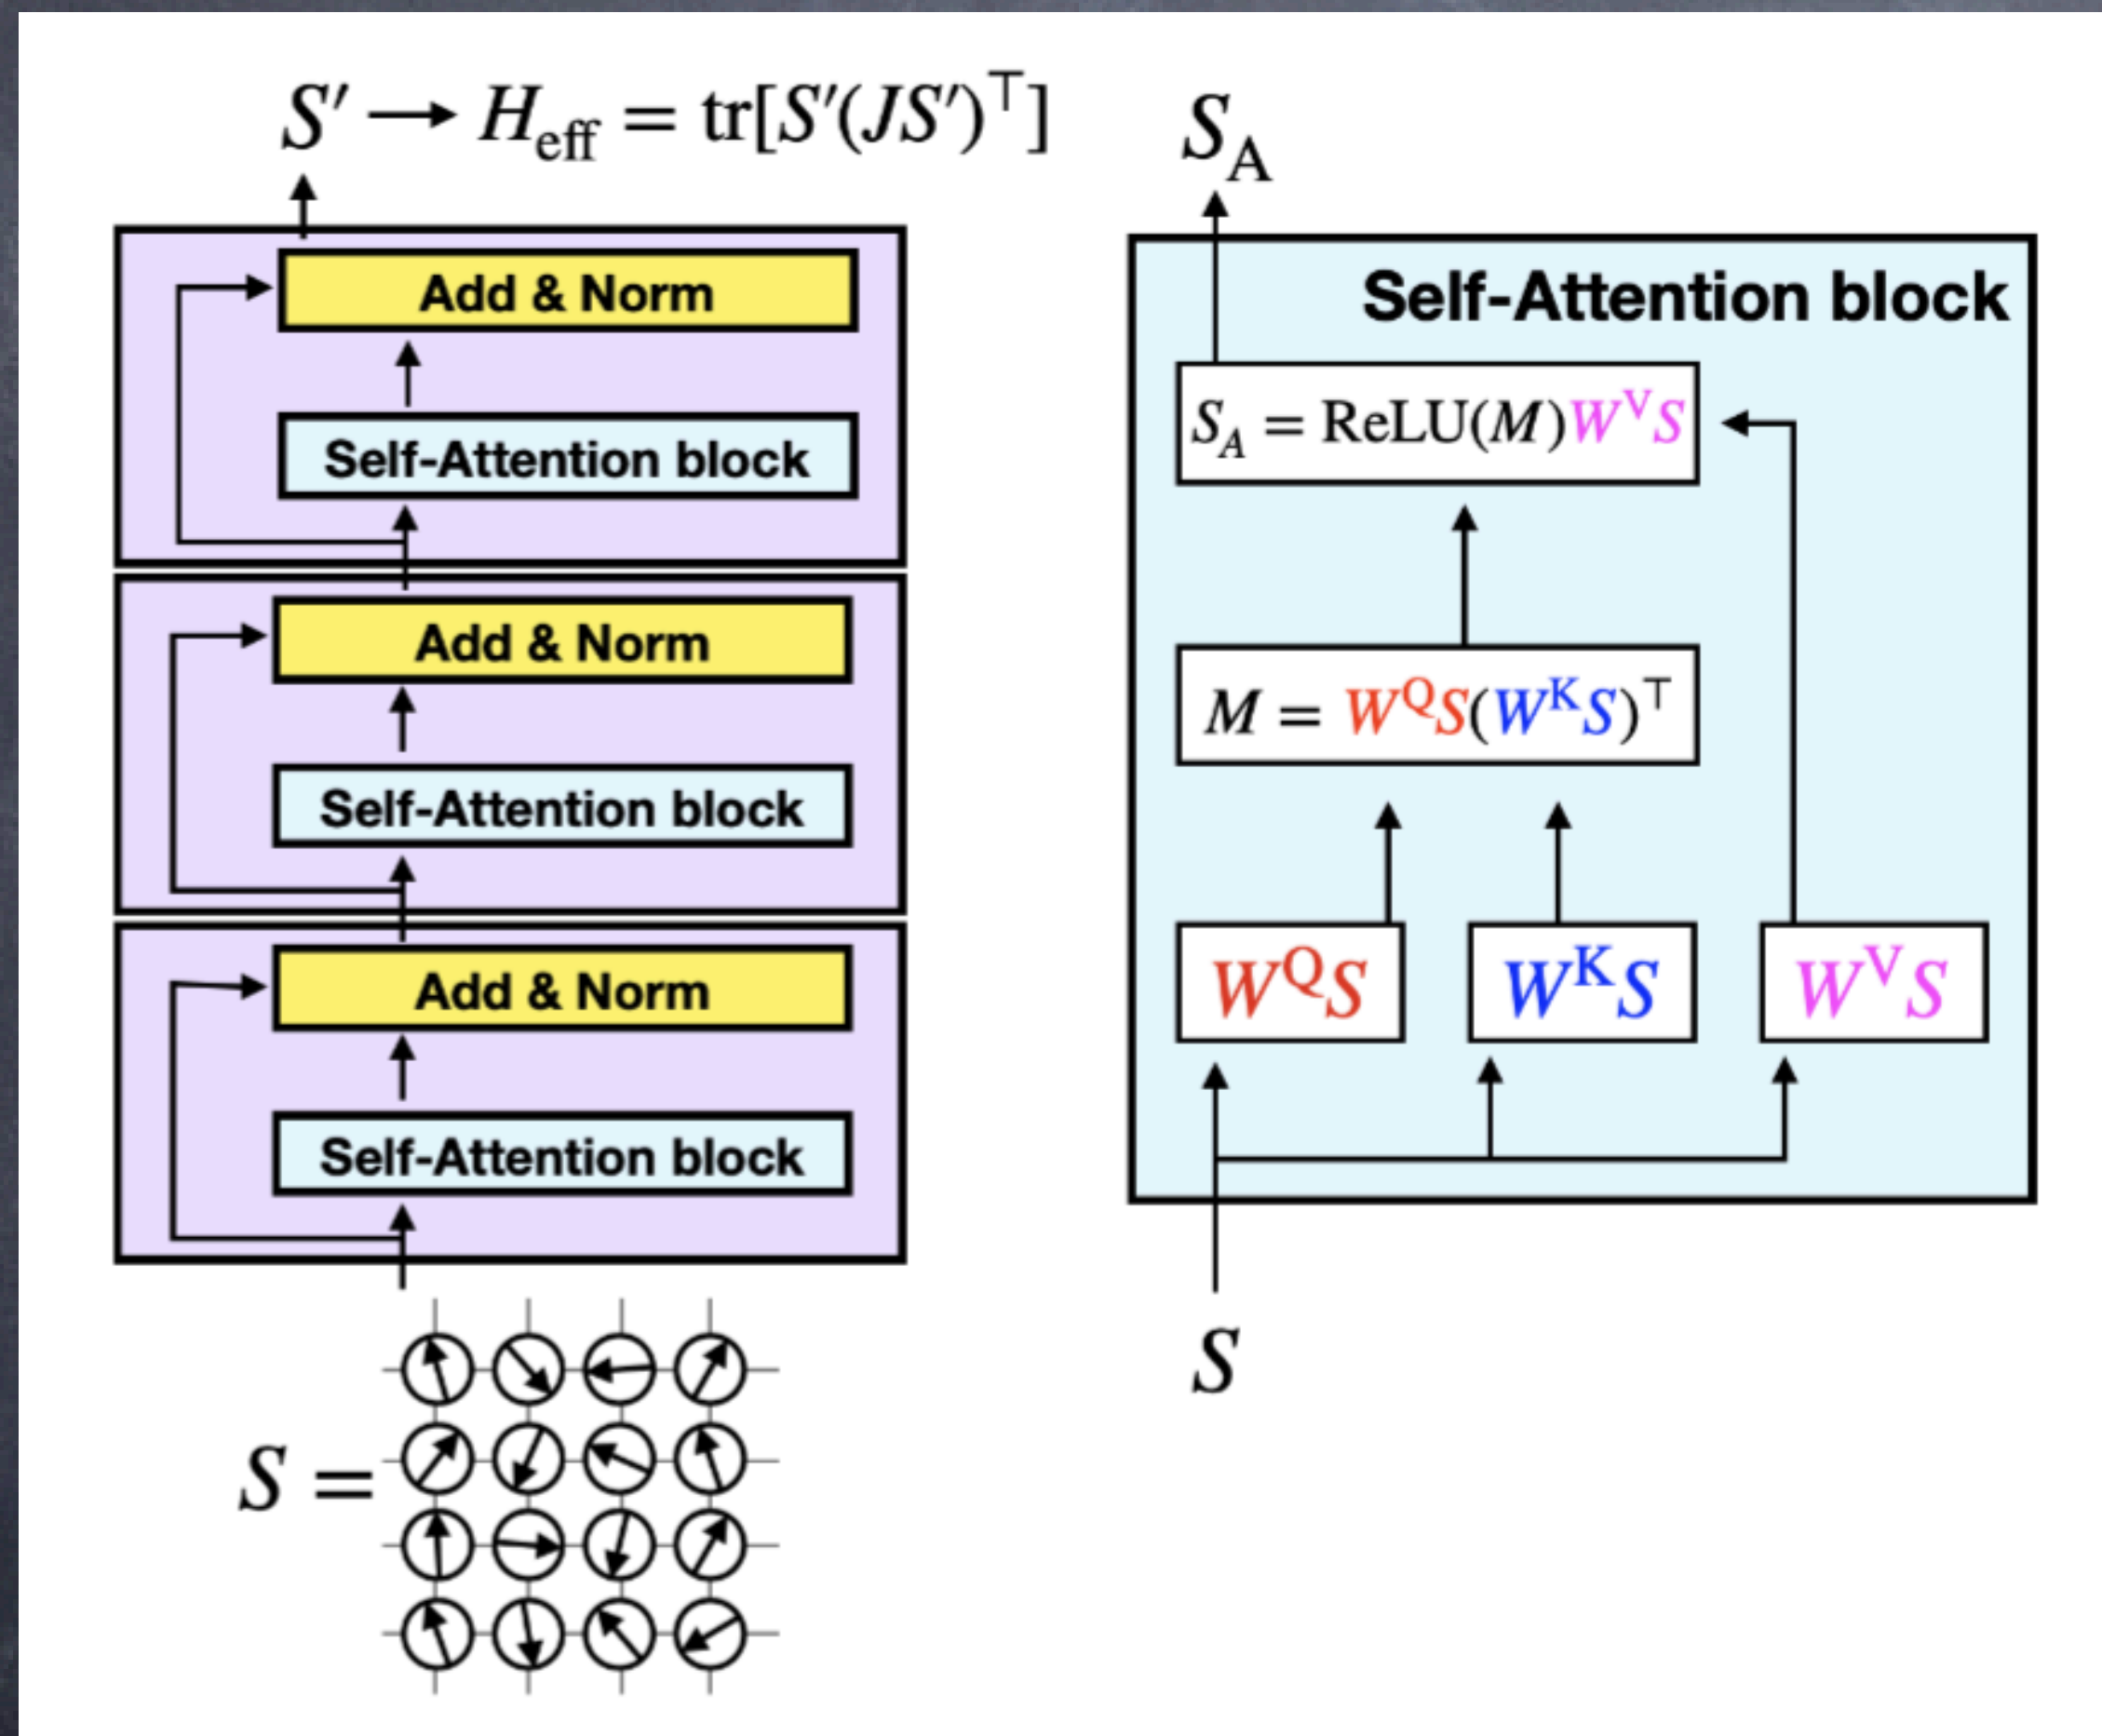 S′ → H_eff = tr[S′(JS′)^⊤]
Add & Norm
Self-Attention block
Add & Norm
Self-Attention block
Add & Norm
Self-Attention block
S =
S_A
Self-Attention block
S_A = ReLU(M)W^V S
M = W^Q S(W^K S)^⊤
W^Q S
W^K S
W^V S
S